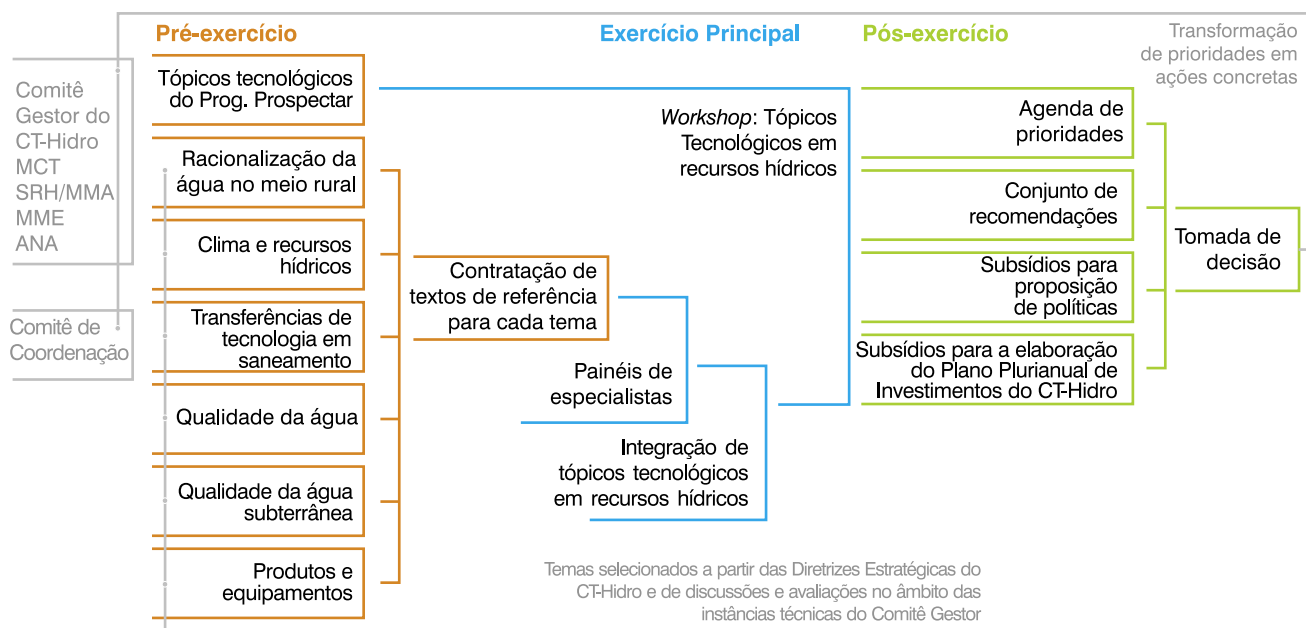 Pré-exercício
Exercício Principal
Pós-exercício
Transformação
de prioridades em
ações concretas
Comitê
Gestor do
CT-Hidro
MCT
SRH/MMA
MME
ANA
Comitê de
Coordenação
Tópicos tecnológicos
do Prog. Prospectar
Racionalização da
água no meio rural
Clima e recursos
hídricos
Transferências de
tecnologia em
saneamento
Qualidade da água
Qualidade da água
subterrânea
Produtos e
equipamentos
Contratação de
textos de referência
para cada tema
Painéis de
especialistas
Integração de
tópicos tecnológicos
em recursos hídricos
Workshop: Tópicos
Tecnológicos em
recursos hídricos
Agenda de
prioridades
Conjunto de
recomendações
Subsídios para
proposição
de políticas
Subsídios para a elaboração
do Plano Plurianual de
Investimentos do CT-Hidro
Tomada de
decisão
Temas selecionados a partir das Diretrizes Estratégicas do
CT-Hidro e de discussões e avaliações no âmbito das
instâncias técnicas do Comitê Gestor